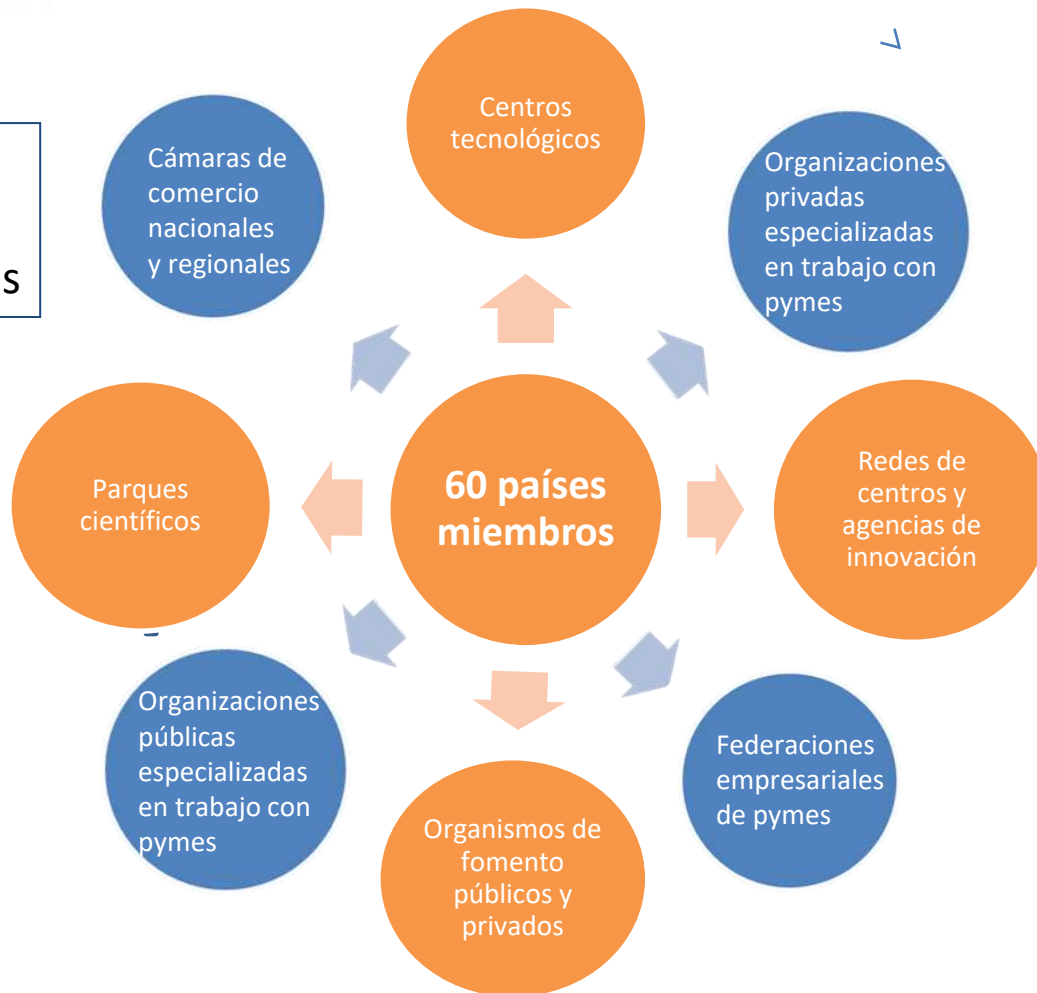 Centros
tecnológicos
Cámaras de
comercio
nacionales
y regionales
Organizaciones
privadas
especializadas
en trabajo con
pymes
s
Parques
científicos
60 países
miembros
Redes de
centros y
agencias de
innovación
Organizaciones
públicas
especializadas
en trabajo con
pymes
Federaciones
empresariales
de pymes
Organismos de
fomento
públicos y
privados